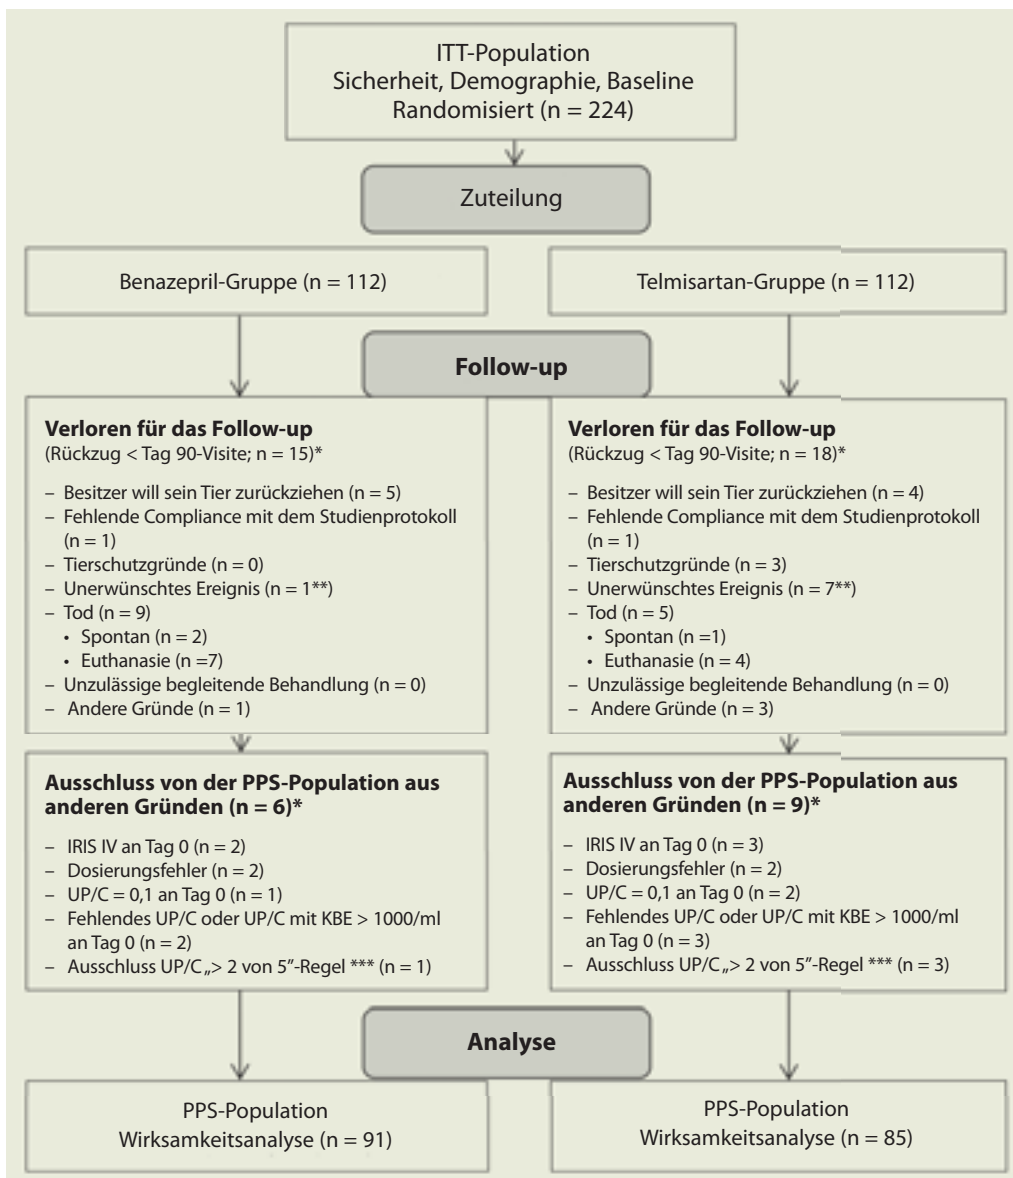 ITT-Population
Sicherheit, Demographie, Baseline
Randomisiert (n = 224)
Zuteilung
Benazepril-Gruppe (n = 112)
Telmisartan-Gruppe (n = 112)
Follow-up
Verloren für das Follow-up
(Rückzug < Tag 90-Visite; n = 15)*
– Besitzer will sein Tier zurückziehen (n = 5)
– Fehlende Compliance mit dem Studienprotokoll
(n = 1)
– Tierschutzgründe (n = 0)
– Unerwünschtes Ereignis (n = 1**)
– Tod (n = 9)
• Spontan (n = 2)
• Euthanasie (n =7)
– Unzulässige begleitende Behandlung (n = 0)
– Andere Gründe (n = 1)
Verloren für das Follow-up
(Rückzug < Tag 90-Visite; n = 18)*
– Besitzer will sein Tier zurückziehen (n = 4)
– Fehlende Compliance mit dem Studienprotokoll
(n = 1)
– Tierschutzgründe (n = 3)
– Unerwünschtes Ereignis (n = 7**)
– Tod (n = 5)
• Spontan (n =1)
• Euthanasie (n = 4)
– Unzulässige begleitende Behandlung (n = 0)
– Andere Gründe (n = 3)
Ausschluss von der PPS-Population aus
anderen Gründen (n = 6)*
– IRIS IV an Tag 0 (n = 2)
– Dosierungsfehler (n = 2)
– UP/C = 0,1 an Tag 0 (n = 1)
– Fehlendes UP/C oder UP/C mit KBE > 1000/ml
an Tag 0 (n = 2)
– Ausschluss UP/C „> 2 von 5”-Regel *** (n = 1)
Ausschluss von der PPS-Population aus
anderen Gründen (n = 9)*
– IRIS IV an Tag 0 (n = 3)
– Dosierungsfehler (n = 2)
– UP/C = 0,1 an Tag 0 (n = 2)
– Fehlendes UP/C oder UP/C mit KBE > 1000/ml
an Tag 0 (n = 3)
– Ausschluss UP/C „> 2 von 5”-Regel *** (n = 3)
Analyse
PPS-Population
Wirksamkeitsanalyse (n = 91)
PPS-Population
Wirksamkeitsanalyse (n = 85)